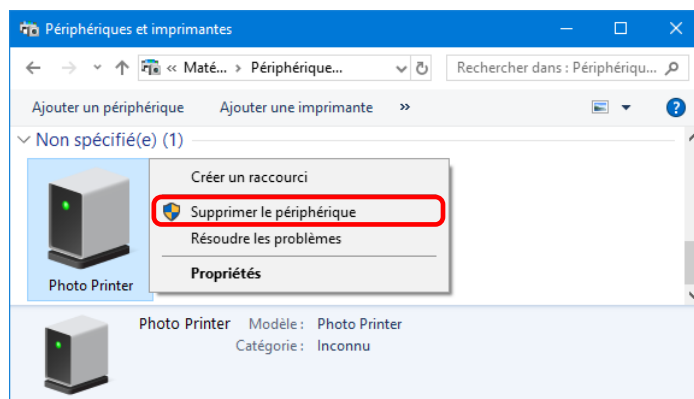 Périphériques et imprimantes
« Maté... › Périphérique...
Rechercher dans : Périphériqu...
Ajouter un périphérique Ajouter une imprimante »
Non spécifié(e) (1)
Créer un raccourci
Supprimer le périphérique
Résoudre les problèmes
Propriétés
Photo Printer
Photo Printer Modèle : Photo Printer
Catégorie : Inconnu